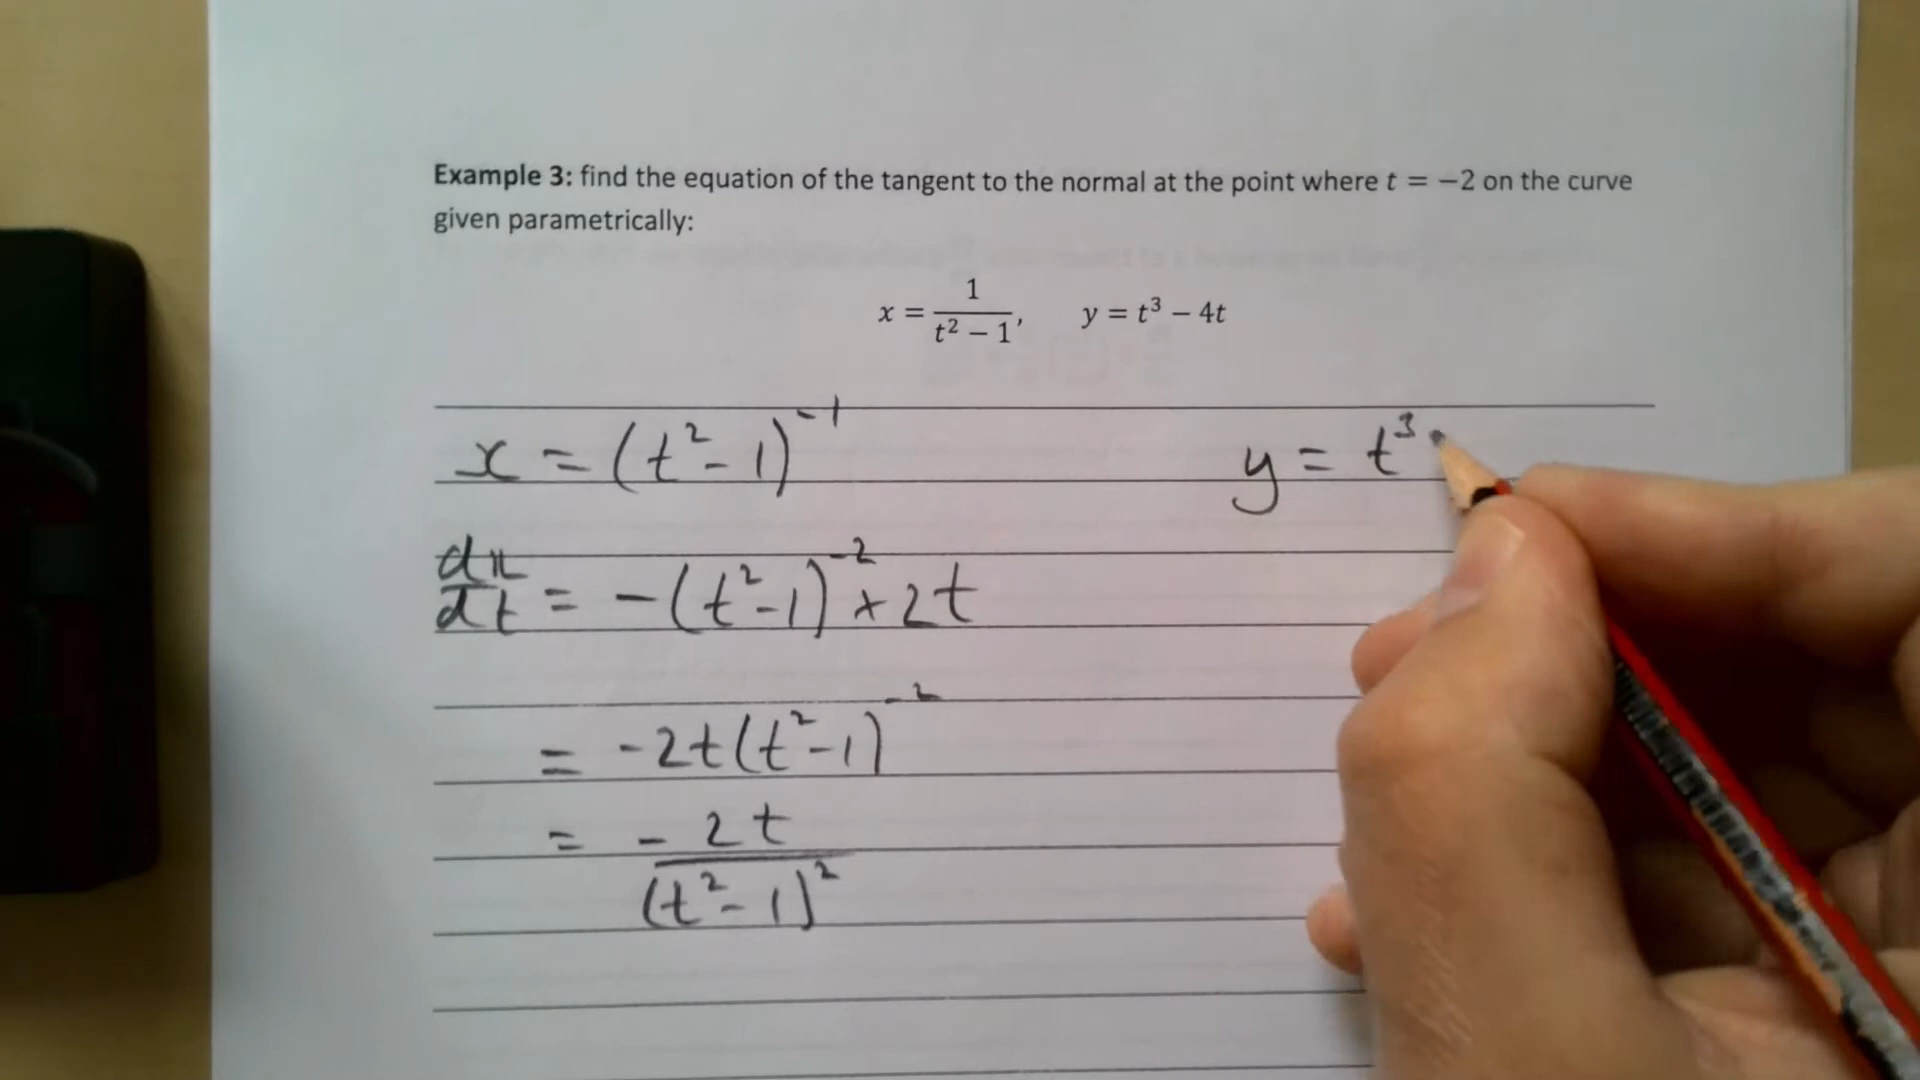 Example 3: find the equation of the tangent to the normal at the point where t = −2 on the curve
given parametrically:
x = 1/(t² − 1), y = t³ − 4t
x = (t² - 1)⁻¹
y = t³
dx/dt = -(t² - 1)⁻² × 2t
= -2t(t² - 1)⁻²
= - 2t/(t² - 1)²